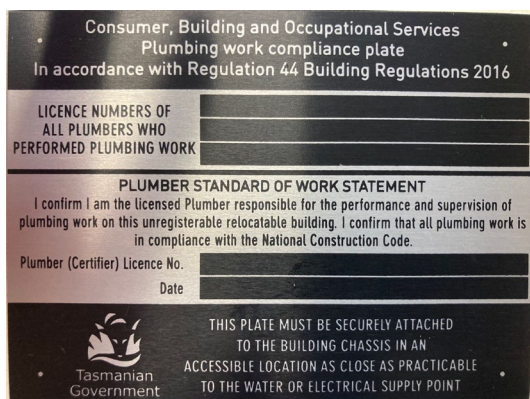 Consumer, Building and Occupational Services
Plumbing work compliance plate
In accordance with Regulation 44 Building Regulations 2016
LICENCE NUMBERS OF
ALL PLUMBERS WHO
PERFORMED PLUMBING WORK
PLUMBER STANDARD OF WORK STATEMENT
I confirm I am the licensed Plumber responsible for the performance and supervision of
plumbing work on this unregisterable relocatable building. I confirm that all plumbing work is
in compliance with the National Construction Code.
Plumber (Certifier) Licence No.
Date
THIS PLATE MUST BE SECURELY ATTACHED
TO THE BUILDING CHASSIS IN AN
ACCESSIBLE LOCATION AS CLOSE AS PRACTICABLE
TO THE WATER OR ELECTRICAL SUPPLY POINT
Tasmanian
Government